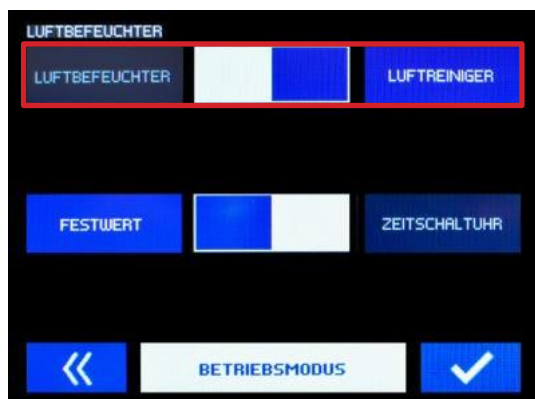 LUFTBEFEUCHTER
LUFTBEFEUCHTER LUFTREINIGER
FESTWERT ZEITSCHALTUHR
BETRIEBSMODUS